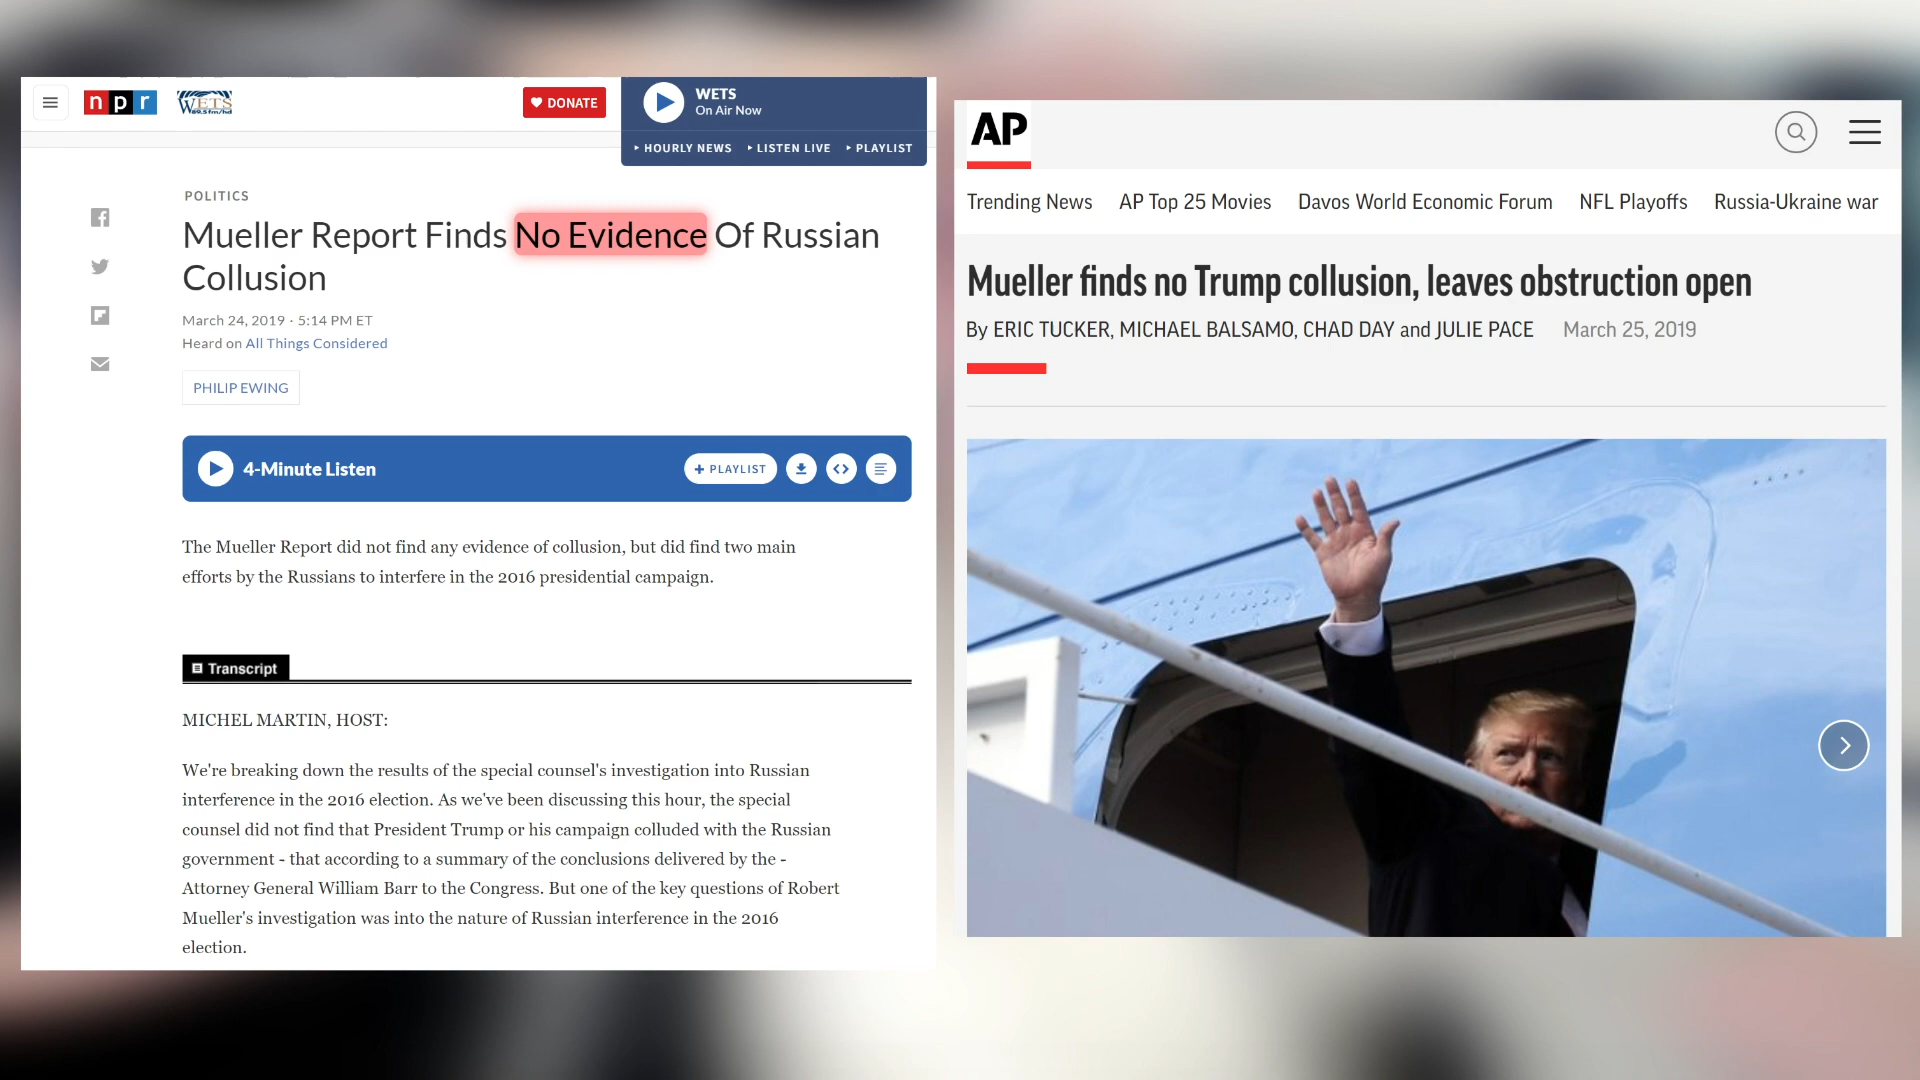 npr
WETS
89.5 fm/hd
DONATE
WETS
On Air Now
HOURLY NEWS
LISTEN LIVE
PLAYLIST
POLITICS
Mueller Report Finds No Evidence Of Russian
Collusion
March 24, 2019 · 5:14 PM ET
Heard on All Things Considered
PHILIP EWING
4-Minute Listen
+ PLAYLIST
The Mueller Report did not find any evidence of collusion, but did find two main
efforts by the Russians to interfere in the 2016 presidential campaign.
Transcript
MICHEL MARTIN, HOST:
We're breaking down the results of the special counsel's investigation into Russian
interference in the 2016 election. As we've been discussing this hour, the special
counsel did not find that President Trump or his campaign colluded with the Russian
government - that according to a summary of the conclusions delivered by the -
Attorney General William Barr to the Congress. But one of the key questions of Robert
Mueller's investigation was into the nature of Russian interference in the 2016
election.
AP
Trending News AP Top 25 Movies Davos World Economic Forum NFL Playoffs Russia-Ukraine war
Mueller finds no Trump collusion, leaves obstruction open
By ERIC TUCKER, MICHAEL BALSAMO, CHAD DAY and JULIE PACE March 25, 2019